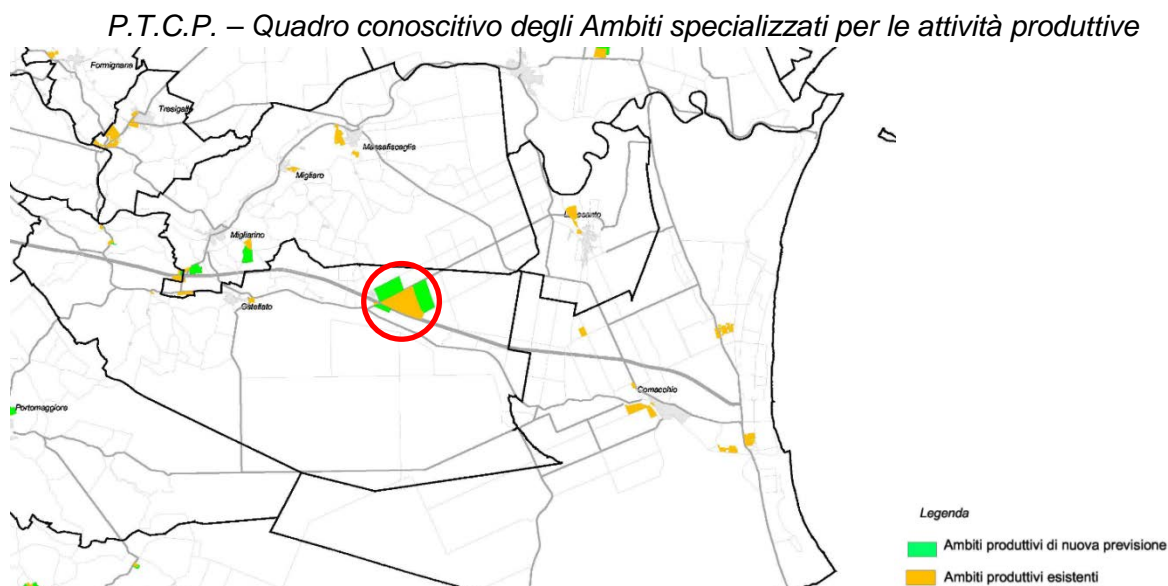 P.T.C.P. – Quadro conoscitivo degli Ambiti specializzati per le attività produttive
Formignana
Tresigallo
Massafiscaglia
Migliaro
Migliarino
Ostellato
Portomaggiore
Comacchio
Legenda
Ambiti produttivi di nuova previsione
Ambiti produttivi esistenti